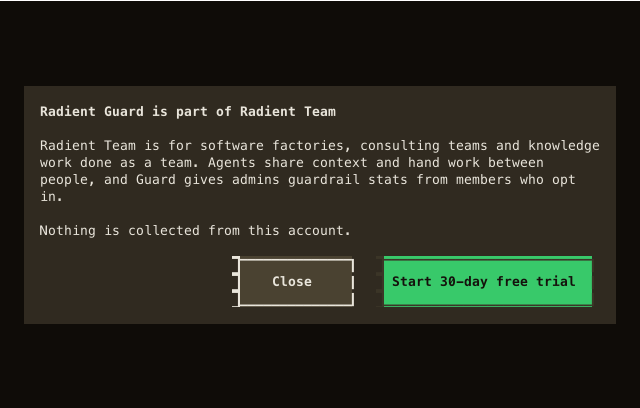 Radient Guard is part of Radient Team
Radient Team is for software factories, consulting teams and knowledge
work done as a team. Agents share context and hand work between
people, and Guard gives admins guardrail stats from members who opt
in.
Nothing is collected from this account.
Close
Start 30-day free trial